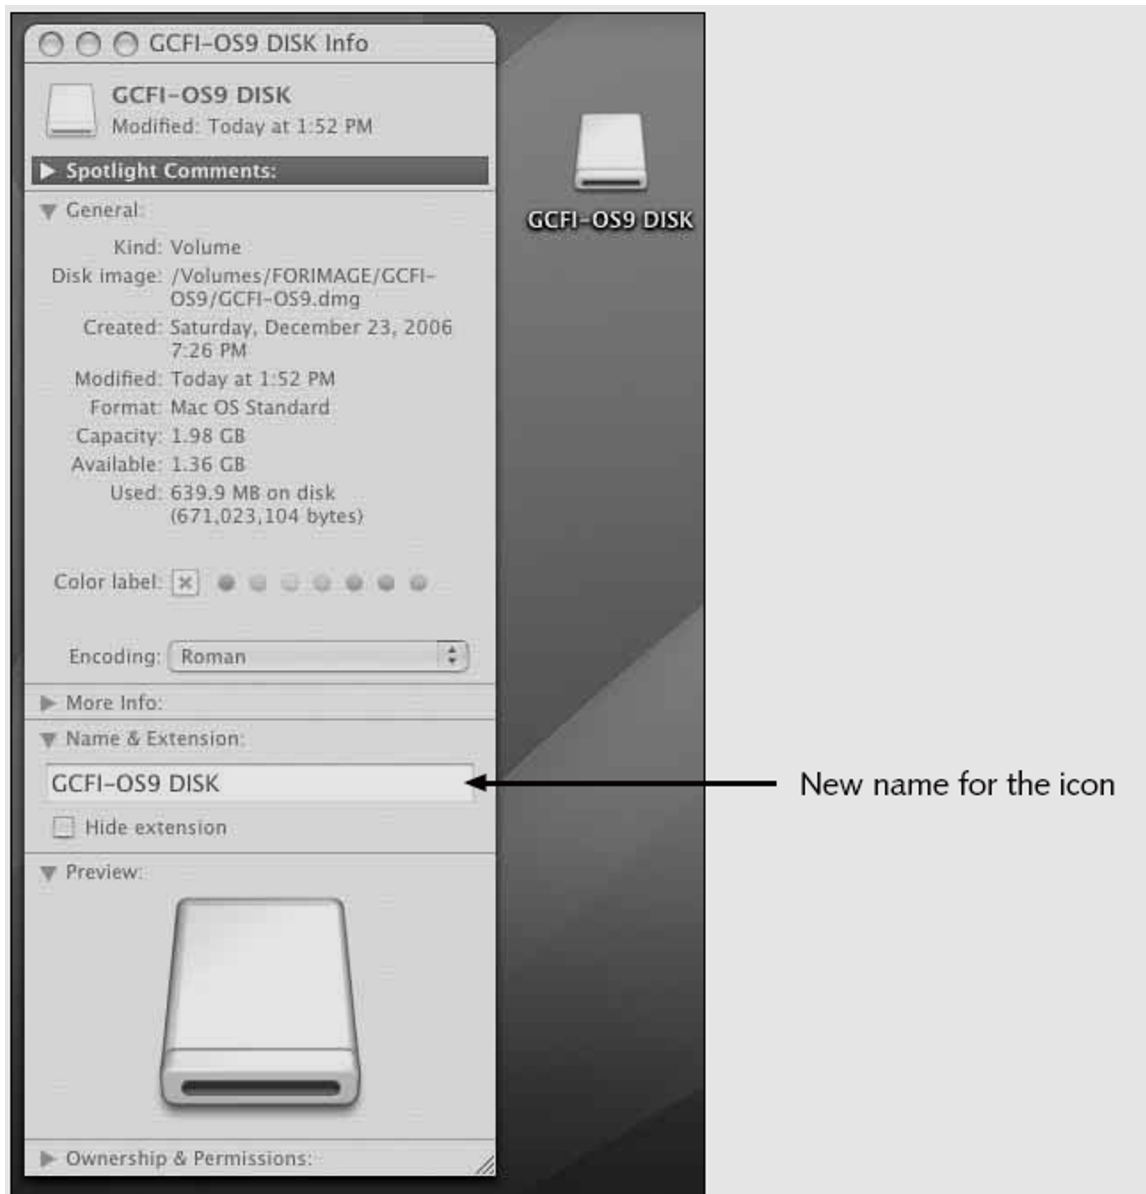 GCFI-OS9 DISK Info
GCFI-OS9 DISK
Modified: Today at 1:52 PM
Spotlight Comments:
General:
Kind: Volume
Disk image: /Volumes/FORIMAGE/GCFI-
OS9/GCFI-OS9.dmg
Created: Saturday, December 23, 2006
7:26 PM
Modified: Today at 1:52 PM
Format: Mac OS Standard
Capacity: 1.98 GB
Available: 1.36 GB
Used: 639.9 MB on disk
(671,023,104 bytes)
Color label:
Encoding: Roman
More Info:
Name & Extension:
GCFI-OS9 DISK
Hide extension
Preview:
Ownership & Permissions:
GCFI-OS9 DISK
New name for the icon